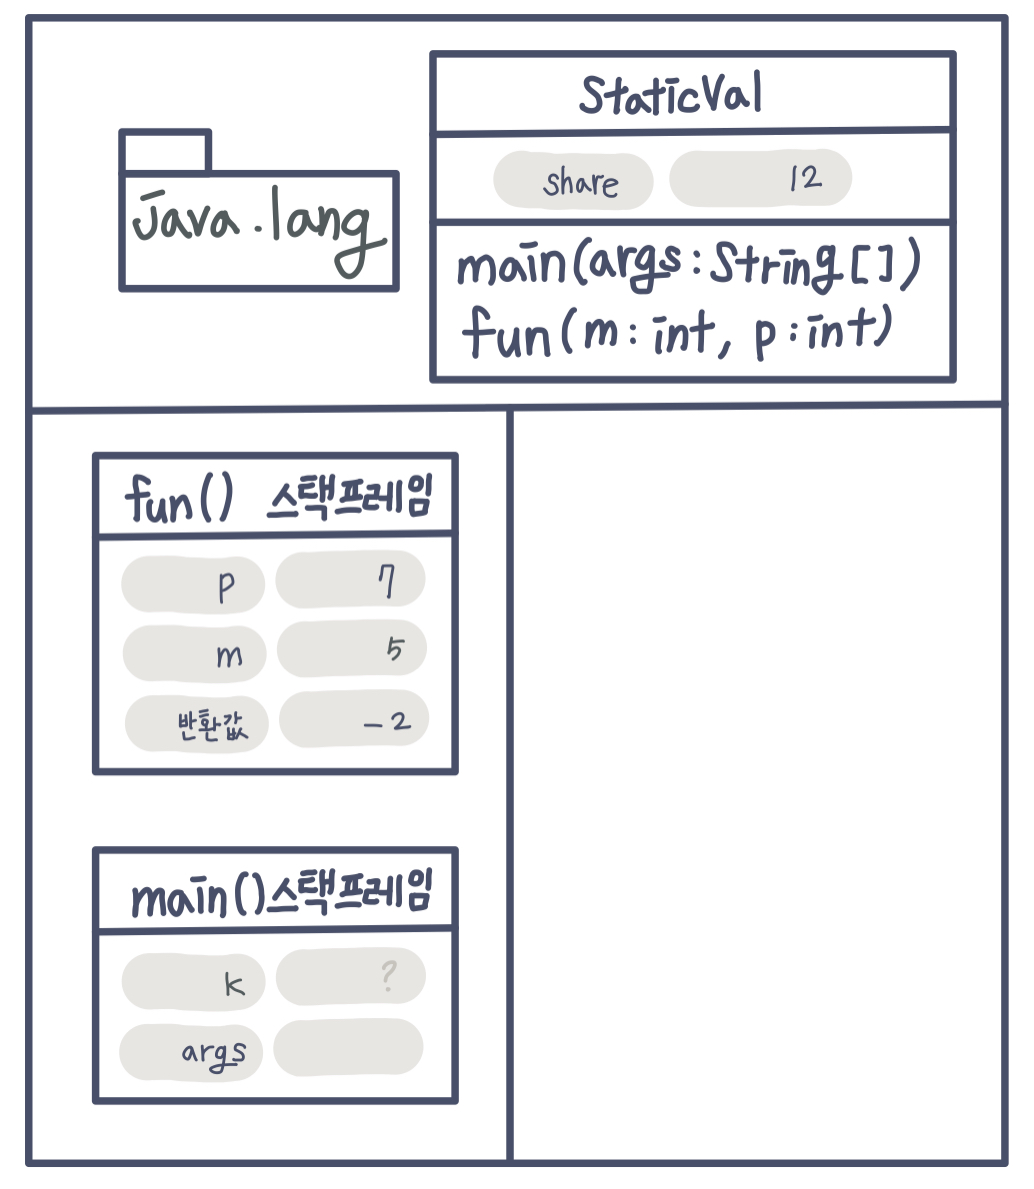 StaticVal
share 12
java.lang
main(args:String[])
fun(m:int, p:int)
fun() 스택프레임
p 7
m 5
반환값 -2
main()스택프레임
k ?
args